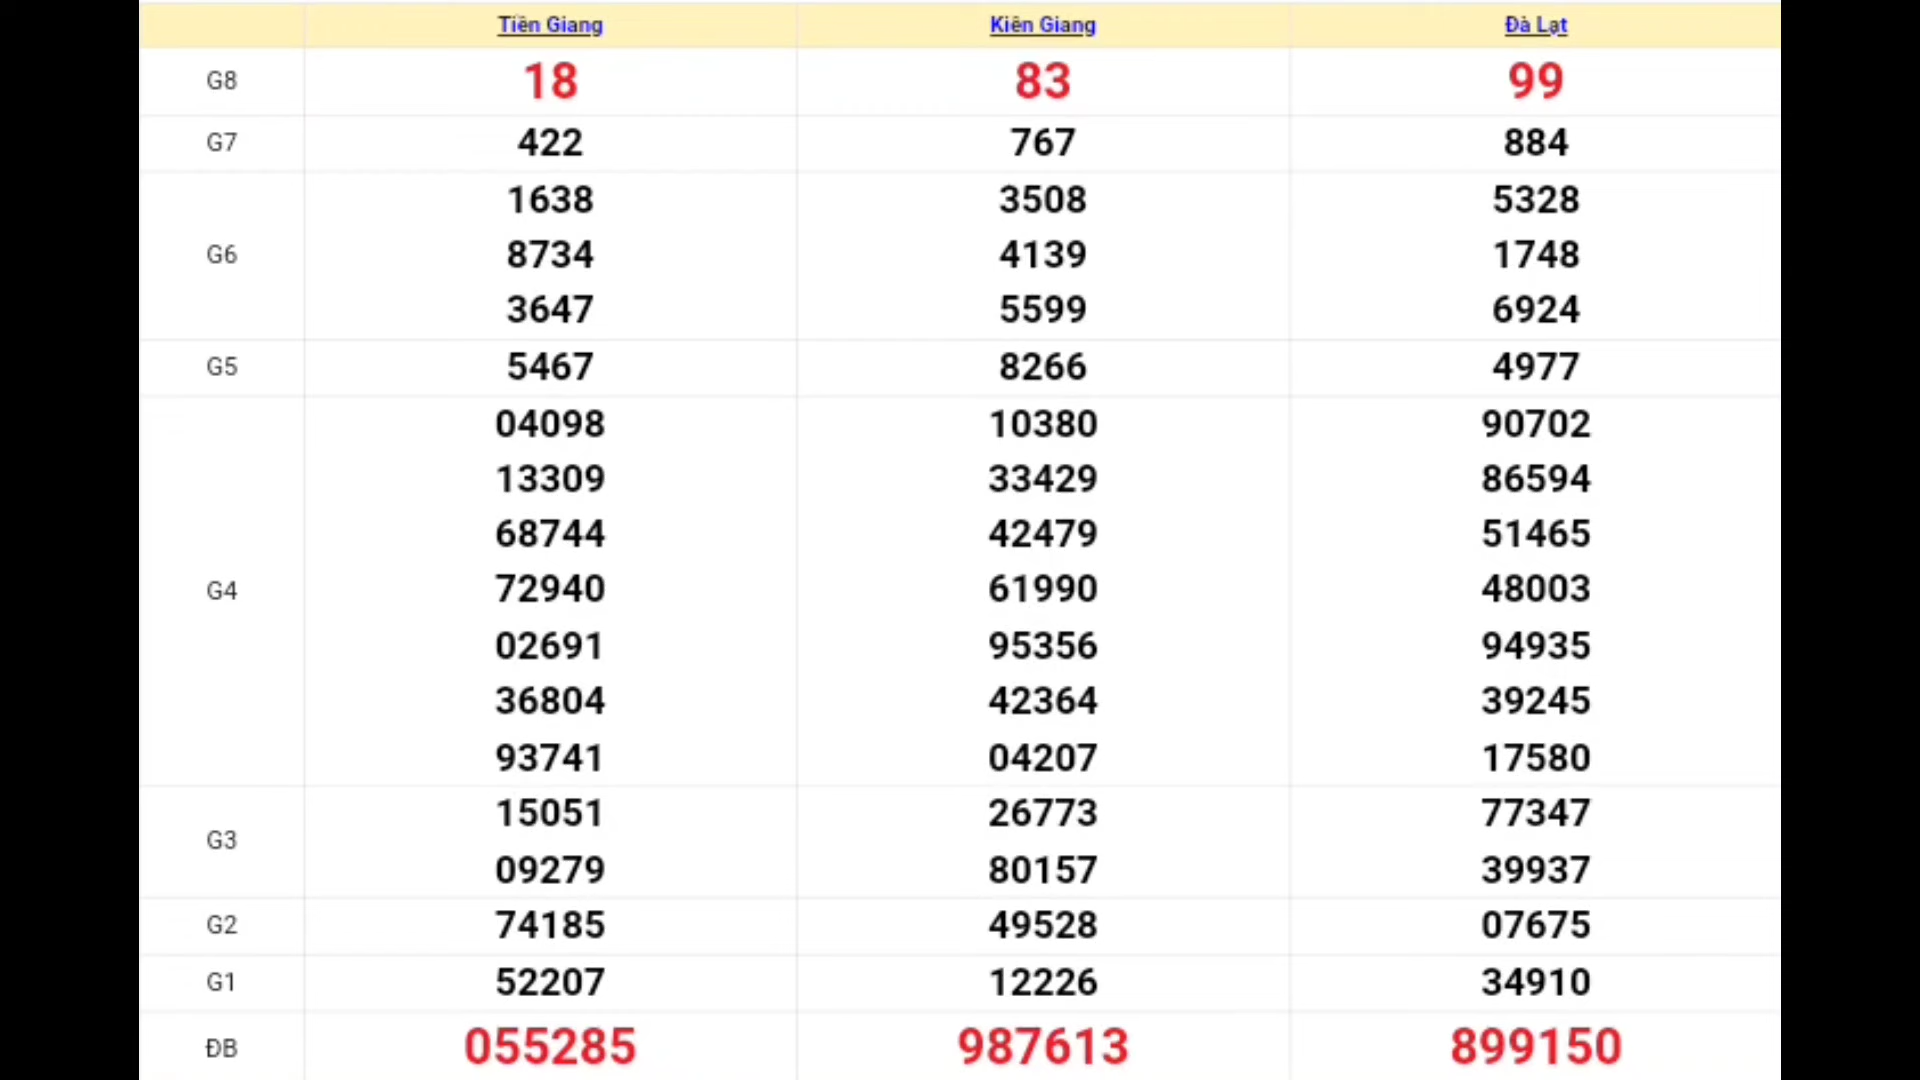 Tiền Giang Kiên Giang Đà Lạt
G8 18 83 99
G7 422 767 884
1638 3508 5328
G6 8734 4139 1748
3647 5599 6924
G5 5467 8266 4977
04098 10380 90702
13309 33429 86594
68744 42479 51465
G4 72940 61990 48003
02691 95356 94935
36804 42364 39245
93741 04207 17580
G3 15051 26773 77347
09279 80157 39937
G2 74185 49528 07675
G1 52207 12226 34910
ĐB 055285 987613 899150